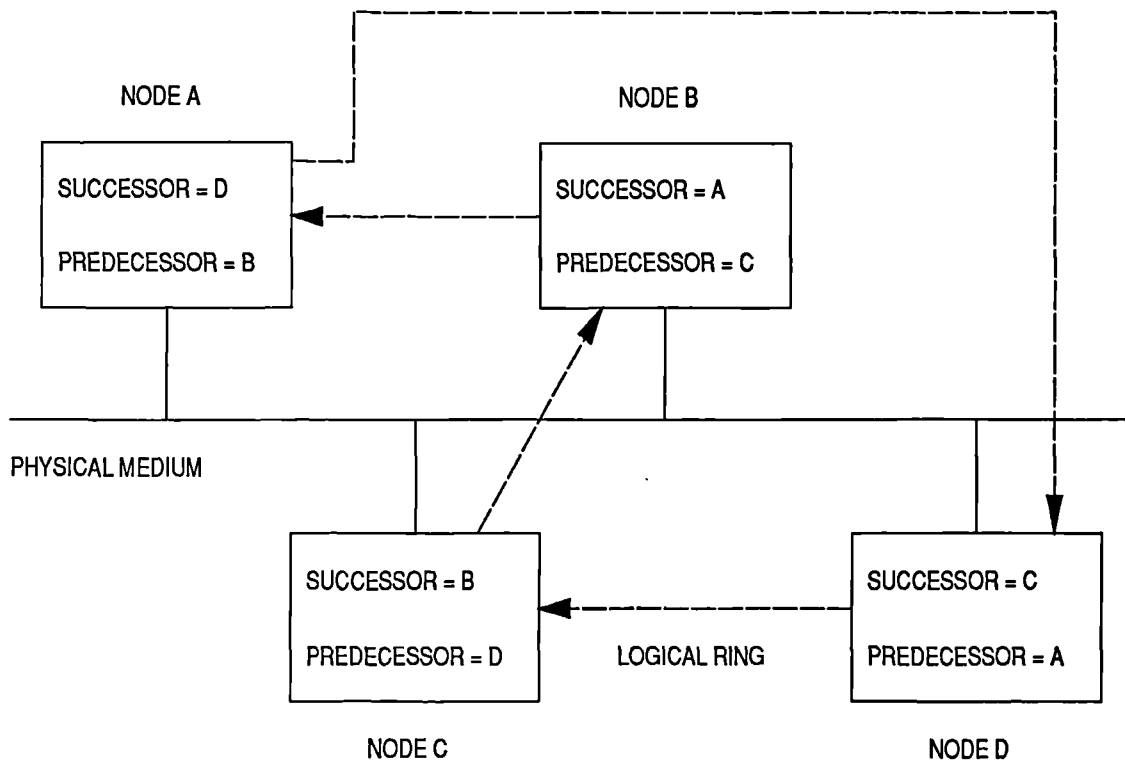 NODE A
NODE B
SUCCESSOR = D
PREDECESSOR = B
SUCCESSOR = A
PREDECESSOR = C
PHYSICAL MEDIUM
SUCCESSOR = B
PREDECESSOR = D
LOGICAL RING
SUCCESSOR = C
PREDECESSOR = A
NODE C
NODE D